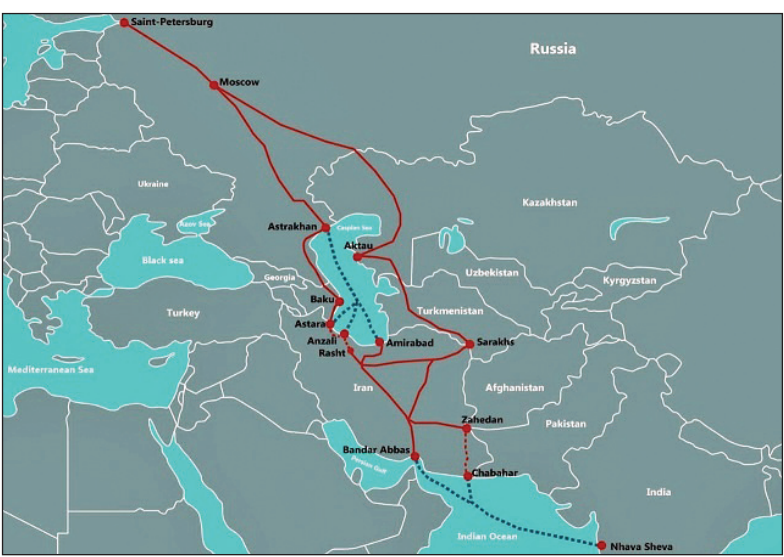 Saint-Petersburg
Russia
Moscow
Ukraine
Kazakhstan
Azov Sea
Astrakhan
Caspian Sea
Aktau
Black sea
Uzbekistan
Georgia
Kyrgyzstan
Baku
Turkey
Turkmenistan
Astara
Anzali
Amirabad
Sarakhs
Rasht
Mediterranean Sea
Iran
Afghanistan
Zahedan
Pakistan
Bandar Abbas
Persian Gulf
Chabahar
India
Indian Ocean
Nhava Sheva